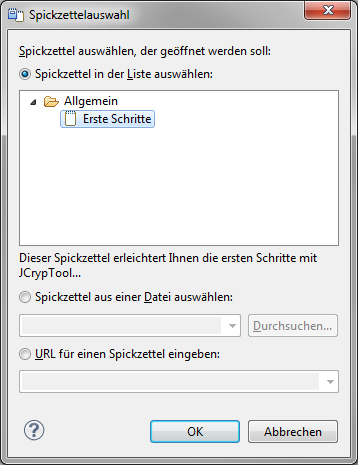 Spickzettelauswahl
Spickzettel auswählen, der geöffnet werden soll:
Spickzettel in der Liste auswählen:
Allgemein
Erste Schritte
Dieser Spickzettel erleichtert Ihnen die ersten Schritte mit
JCrypTool...
Spickzettel aus einer Datei auswählen:
Durchsuchen...
URL für einen Spickzettel eingeben:
OK
Abbrechen